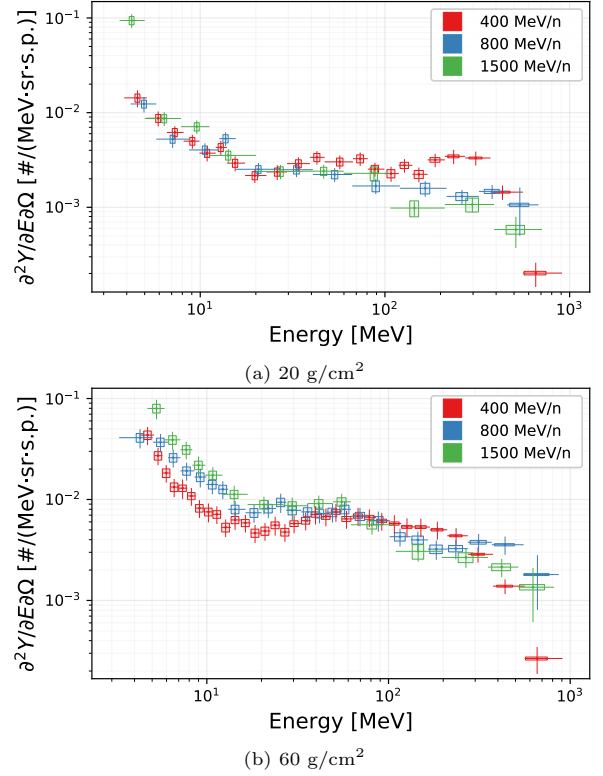 10⁻¹
10⁻²
10⁻³
∂²Y/∂E∂Ω [#/(MeV·sr·s.p.)]
400 MeV/n
800 MeV/n
1500 MeV/n
10¹
10²
10³
Energy [MeV]
(a) 20 g/cm²
10⁻¹
10⁻²
10⁻³
∂²Y/∂E∂Ω [#/(MeV·sr·s.p.)]
400 MeV/n
800 MeV/n
1500 MeV/n
10¹
10²
10³
Energy [MeV]
(b) 60 g/cm²